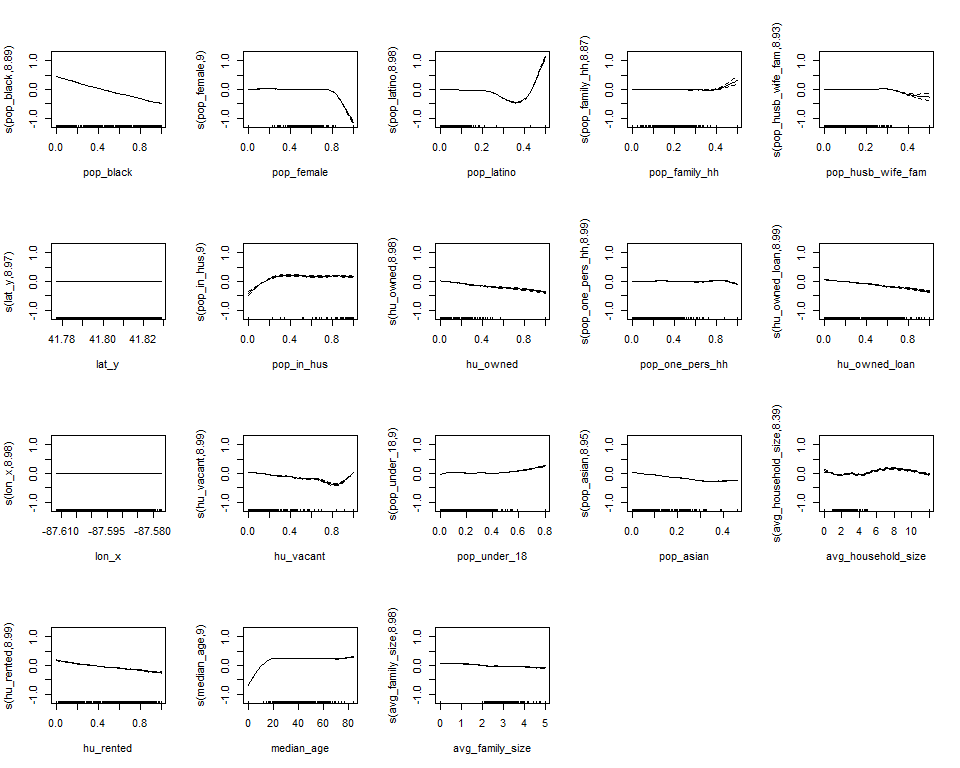 s(pop_black,8.89)
-1.0 0.0 1.0
0.0 0.4 0.8
pop_black
s(pop_female,9)
-1.0 0.0 1.0
0.0 0.4 0.8
pop_female
s(pop_latino,8.98)
-1.0 0.0 1.0
0.0 0.2 0.4
pop_latino
s(pop_family_hh,8.87)
-1.0 0.0 1.0
0.0 0.2 0.4
pop_family_hh
s(pop_husb_wife_fam,8.93)
-1.0 0.0 1.0
0.0 0.2 0.4
pop_husb_wife_fam
s(lat_y,8.97)
-1.0 0.0 1.0
41.78 41.80 41.82
lat_y
s(pop_in_hus,9)
-1.0 0.0 1.0
0.0 0.4 0.8
pop_in_hus
s(hu_owned,8.98)
-1.0 0.0 1.0
0.0 0.4 0.8
hu_owned
s(pop_one_pers_hh,8.99)
-1.0 0.0 1.0
0.0 0.4 0.8
pop_one_pers_hh
s(hu_owned_loan,8.99)
-1.0 0.0 1.0
0.0 0.4 0.8
hu_owned_loan
s(lon_x,8.98)
-1.0 0.0 1.0
-87.610 -87.595 -87.580
lon_x
s(hu_vacant,8.99)
-1.0 0.0 1.0
0.0 0.4 0.8
hu_vacant
s(pop_under_18,9)
-1.0 0.0 1.0
0.0 0.2 0.4 0.6 0.8
pop_under_18
s(pop_asian,8.95)
-1.0 0.0 1.0
0.0 0.2 0.4
pop_asian
s(avg_household_size,8.39)
-1.0 0.0 1.0
0 2 4 6 8 10
avg_household_size
s(hu_rented,8.99)
-1.0 0.0 1.0
0.0 0.4 0.8
hu_rented
s(median_age,9)
-1.0 0.0 1.0
0 20 40 60 80
median_age
s(avg_family_size,8.98)
-1.0 0.0 1.0
0 1 2 3 4 5
avg_family_size